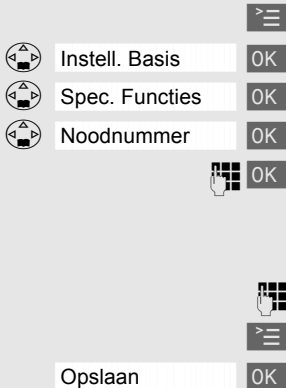 Instell. Basis OK
Spec. Functies OK
Noodnummer OK
OK
Opslaan OK